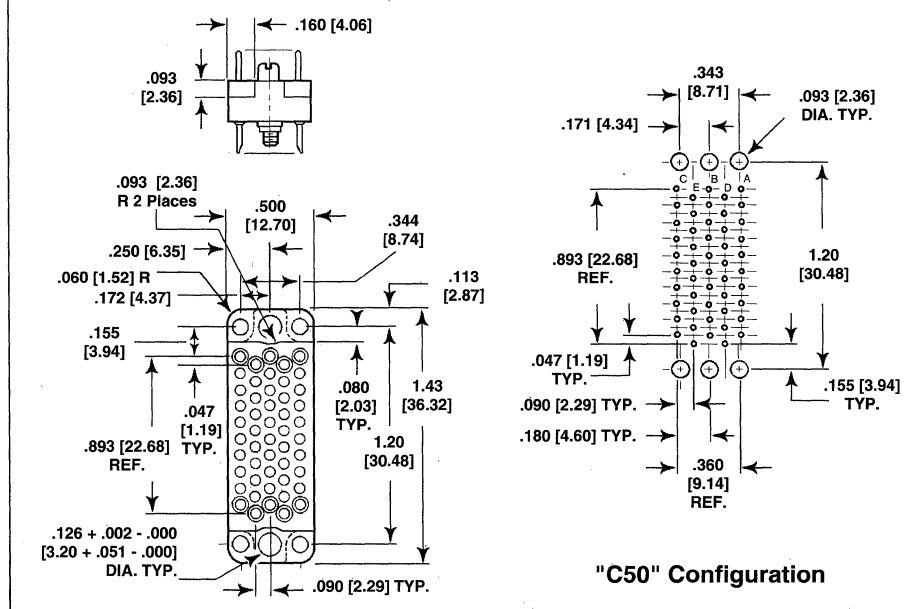 .160 [4.06]
.093
[2.36]
.093 [2.36]
R 2 Places
.500
[12.70]
.344
[8.74]
.250 [6.35]
.060 [1.52] R
.172 [4.37]
.113
[2.87]
.155
[3.94]
.047
[1.19]
TYP.
.080
[2.03]
TYP.
1.43
[36.32]
1.20
[30.48]
.893 [22.68]
REF.
.126 + .002 - .000
[3.20 + .051 - .000]
DIA. TYP.
.090 [2.29] TYP.
.343
[8.71]
.093 [2.36]
DIA. TYP.
.171 [4.34]
C E B D A
.893 [22.68]
REF.
1.20
[30.48]
.047 [1.19]
TYP.
.155 [3.94]
TYP.
.090 [2.29] TYP.
.180 [4.60] TYP.
.360
[9.14]
REF.
"C50" Configuration